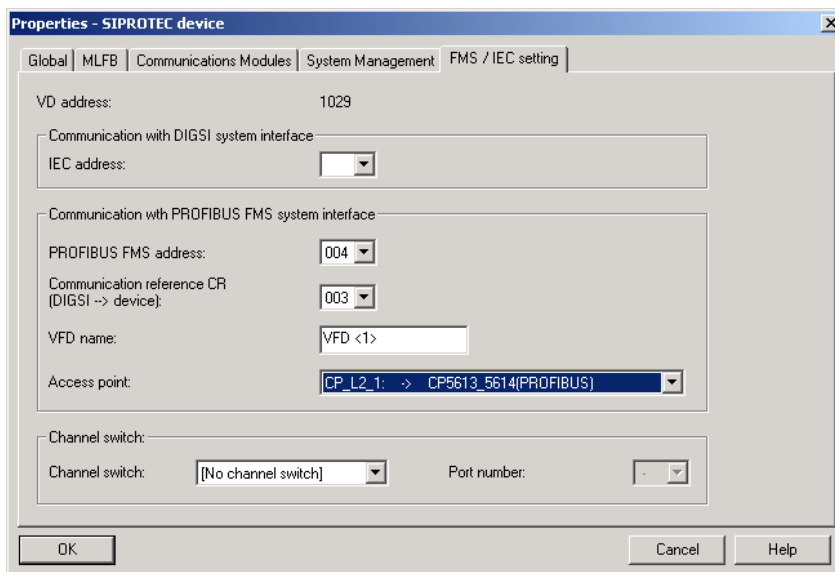 Properties - SIPROTEC device
Global MLFB Communications Modules System Management FMS / IEC setting
VD address: 1029
Communication with DIGSI system interface
IEC address:
Communication wth PROFIBUS FMS system interface
PROFIBUS FMS address: 004
Communication reference CR
(DIGSI --> device): 003
VFD name: VFD <1>
Access point: CP_L2_1: -> CP5613_5614(PROFIBUS)
Channel switch:
Channel switch: [No channel switch] Port number: -
OK Cancel Help